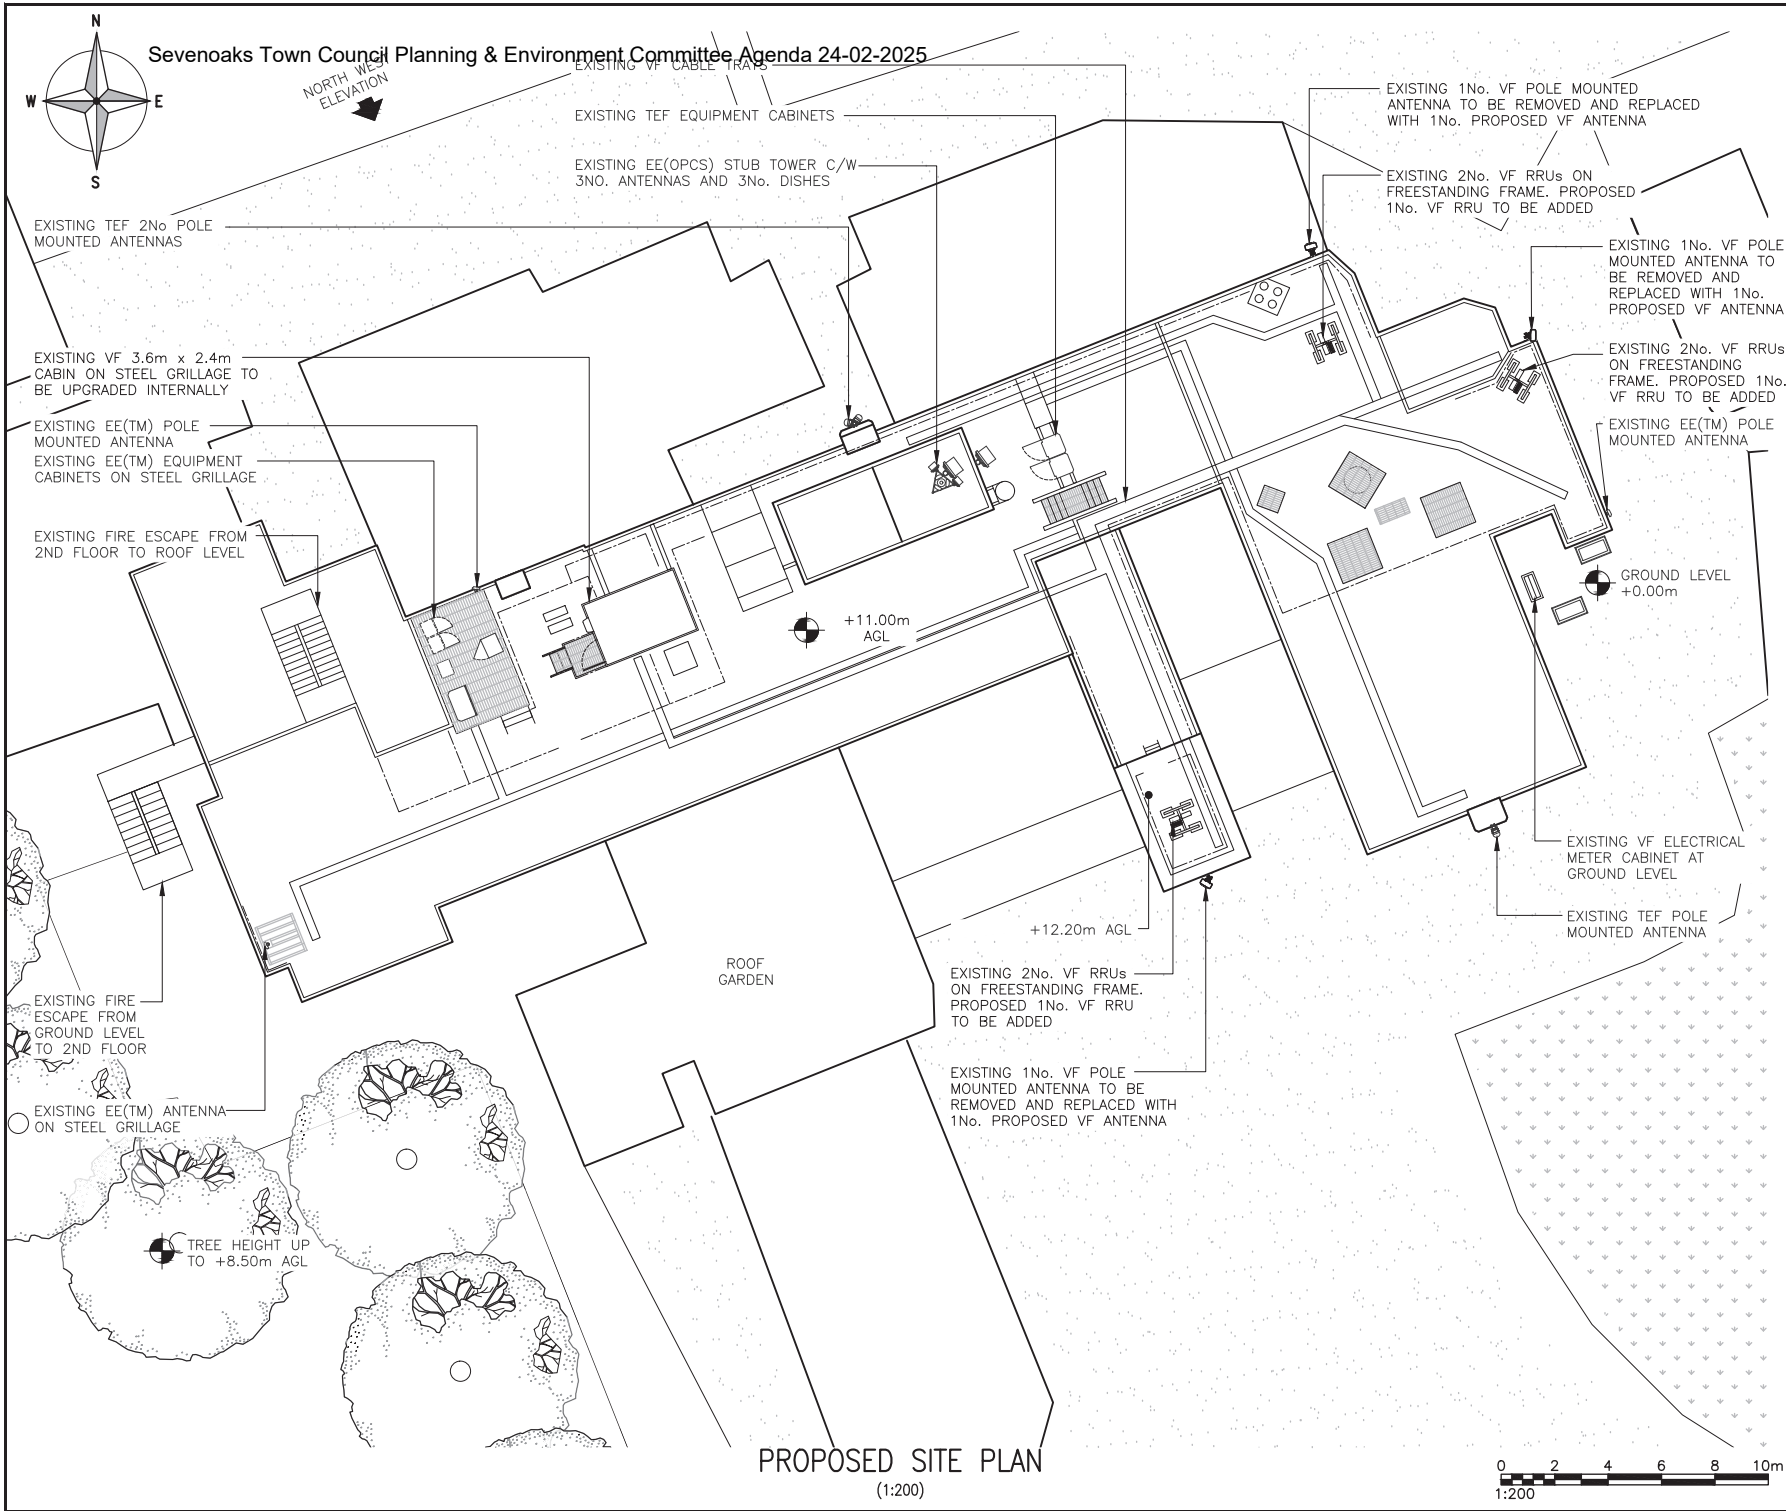 N
Sevenoaks Town Council Planning & Environment Committee Agenda 24-02-2025
W
E
S
NORTH WEST
ELEVATION
EXISTING VF CABLE TRAYS
EXISTING TEF EQUIPMENT CABINETS
EXISTING EE(OPCS) STUB TOWER C/W
3NO. ANTENNAS AND 3No. DISHES
EXISTING 1No. VF POLE MOUNTED
ANTENNA TO BE REMOVED AND REPLACED
WITH 1No. PROPOSED VF ANTENNA
EXISTING 2No. VF RRUs ON
FREESTANDING FRAME. PROPOSED
1No. VF RRU TO BE ADDED
EXISTING TEF 2No POLE
MOUNTED ANTENNAS
EXISTING 1No. VF POLE
MOUNTED ANTENNA TO
BE REMOVED AND
REPLACED WITH 1No.
PROPOSED VF ANTENNA
EXISTING VF 3.6m x 2.4m
CABIN ON STEEL GRILLAGE TO
BE UPGRADED INTERNALLY
EXISTING 2No. VF RRUs
ON FREESTANDING
FRAME. PROPOSED 1No.
VF RRU TO BE ADDED
EXISTING EE(TM) POLE
MOUNTED ANTENNA
EXISTING EE(TM) POLE
MOUNTED ANTENNA
EXISTING EE(TM) EQUIPMENT
CABINETS ON STEEL GRILLAGE
EXISTING FIRE ESCAPE FROM
2ND FLOOR TO ROOF LEVEL
GROUND LEVEL
+0.00m
+11.00m
AGL
EXISTING VF ELECTRICAL
METER CABINET AT
GROUND LEVEL
EXISTING TEF POLE
MOUNTED ANTENNA
+12.20m AGL
ROOF
GARDEN
EXISTING 2No. VF RRUs
ON FREESTANDING FRAME.
PROPOSED 1No. VF RRU
TO BE ADDED
EXISTING FIRE
ESCAPE FROM
GROUND LEVEL
TO 2ND FLOOR
EXISTING 1No. VF POLE
MOUNTED ANTENNA TO BE
REMOVED AND REPLACED WITH
1No. PROPOSED VF ANTENNA
EXISTING EE(TM) ANTENNA
ON STEEL GRILLAGE
TREE HEIGHT UP
TO +8.50m AGL
PROPOSED SITE PLAN
(1:200)
0 2 4 6 8 10m
1:200